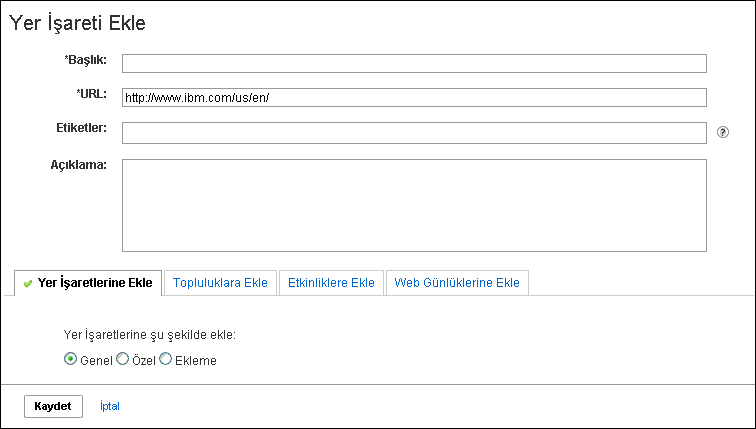 Yer İşareti Ekle
*Başlık:
*URL: http://www.ibm.com/us/en/
Etiketler: ?
Açıklama:
Yer İşaretlerine Ekle Topluluklara Ekle Etkinliklere Ekle Web Günlüklerine Ekle
Yer İşaretlerine şu şekilde ekle:
Genel Özel Ekleme
Kaydet İptal